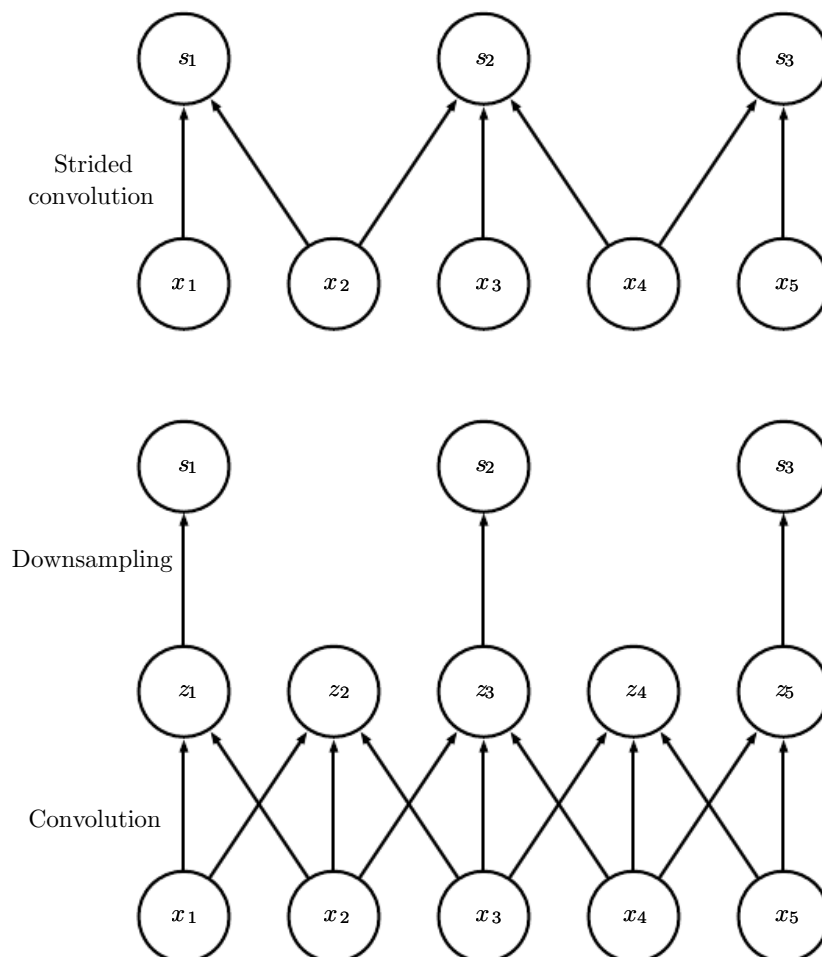 s1 s2 s3
Strided
convolution
x1 x2 x3 x4 x5
s1 s2 s3
Downsampling
z1 z2 z3 z4 z5
Convolution
x1 x2 x3 x4 x5